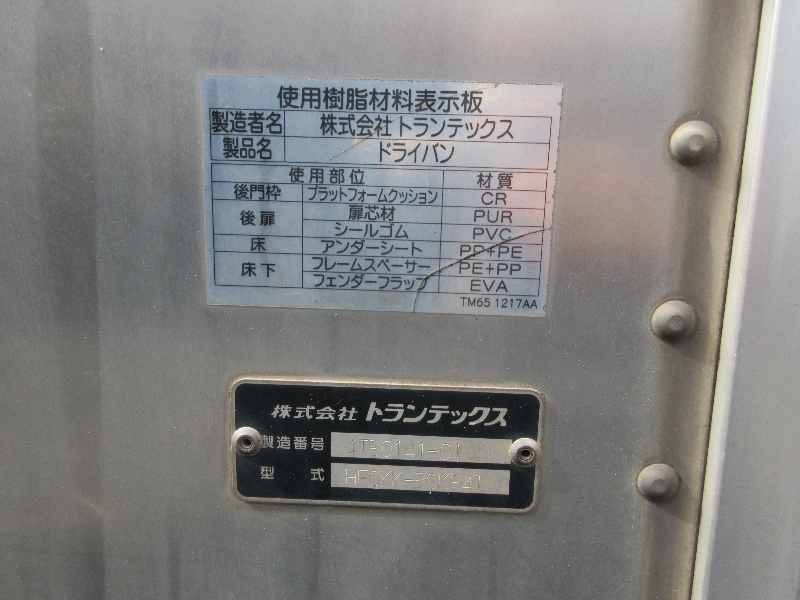 使用樹脂材料表示板
製造者名 株式会社 トランテックス
製品名 ドライバン
使用部位 材質
後門枠 プラットフォームクッション CR
後扉 扉芯材 PUR
シールゴム PVC
床 アンダーシート PP+PE
床下 フレームスペーサー PE+PP
フェンダーフラップ EVA
TM65 1217AA
株式会社 トランテックス
製造番号
型式